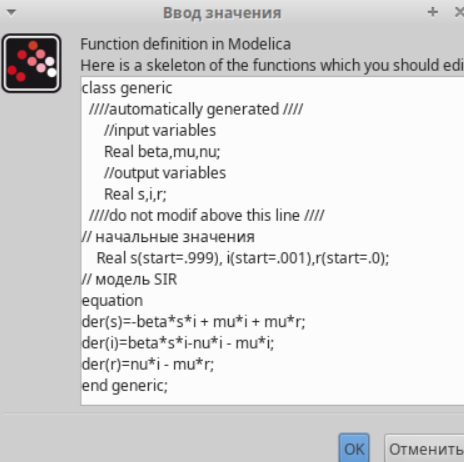 Ввод значения
Function definition in Modelica
Here is a skeleton of the functions which you should edi
class generic
////automatically generated ////
//input variables
Real beta,mu,nu;
//output variables
Real s,i,r;
////do not modif above this line ////
// начальные значения
Real s(start=.999), i(start=.001),r(start=.0);
// модель SIR
equation
der(s)=-beta*s*i + mu*i + mu*r;
der(i)=beta*s*i-nu*i - mu*i;
der(r)=nu*i - mu*r;
end generic;
OK Отменить